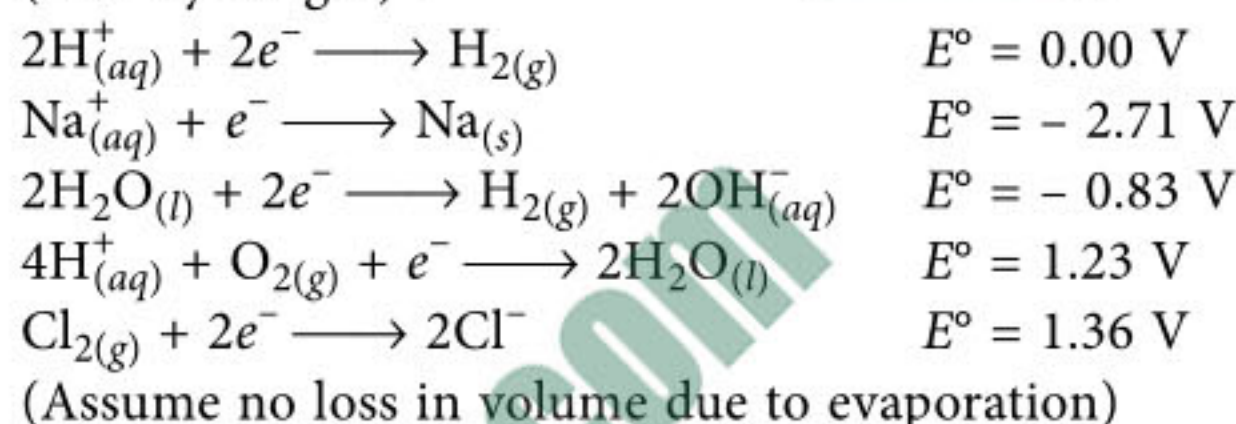 2H⁺(aq) + 2e⁻ ⟶ H₂(g) E° = 0.00 V
Na⁺(aq) + e⁻ ⟶ Na(s) E° = – 2.71 V
2H₂O(l) + 2e⁻ ⟶ H₂(g) + 2OH⁻(aq) E° = – 0.83 V
4H⁺(aq) + O₂(g) + e⁻ ⟶ 2H₂O(l) E° = 1.23 V
Cl₂(g) + 2e⁻ ⟶ 2Cl⁻ E° = 1.36 V
(Assume no loss in volume due to evaporation)
com